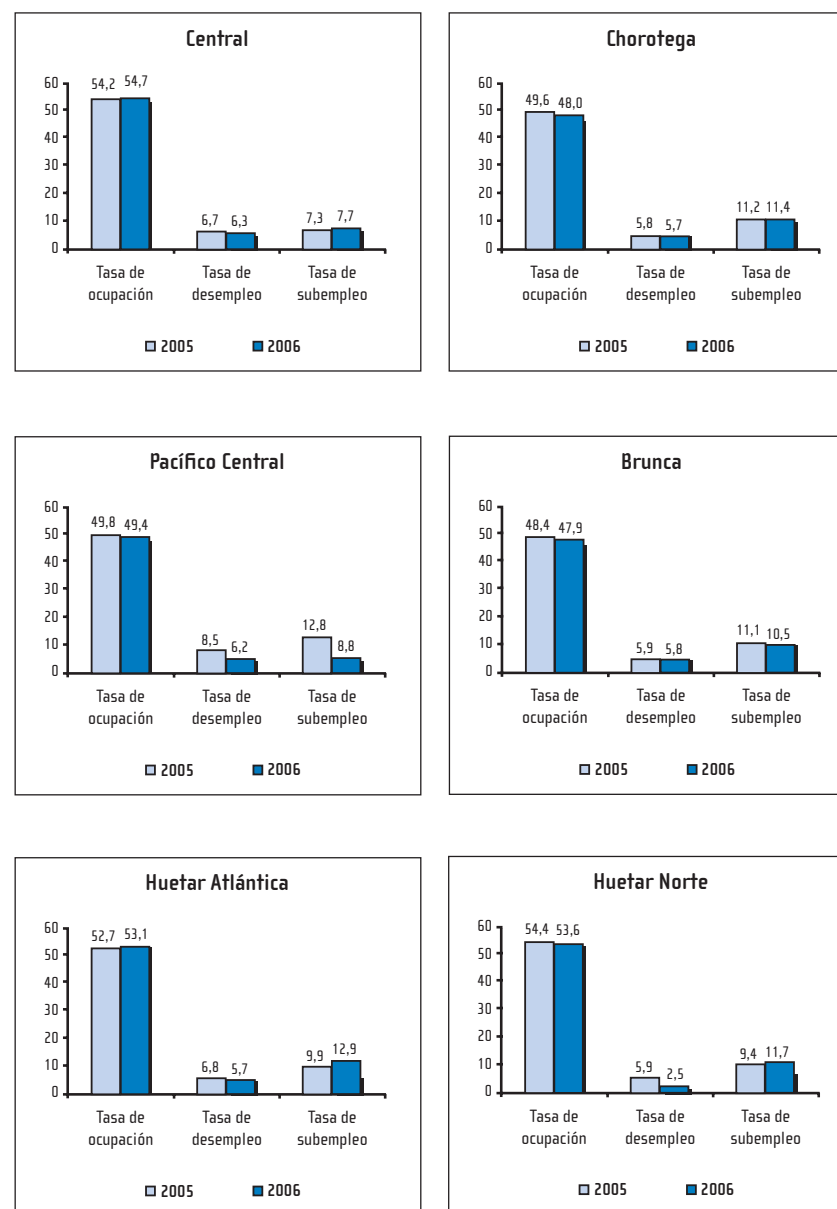 Central
60
50
40
30
20
10
0
54,2 54,7
6,7 6,3
7,3 7,7
Tasa de
ocupación
Tasa de
desempleo
Tasa de
subempleo
2005 2006
Chorotega
60
50
40
30
20
10
0
49,6 48,0
5,8 5,7
11,2 11,4
Tasa de
ocupación
Tasa de
desempleo
Tasa de
subempleo
2005 2006
Pacífico Central
60
50
40
30
20
10
0
49,8 49,4
8,5 6,2
12,8 8,8
Tasa de
ocupación
Tasa de
desempleo
Tasa de
subempleo
2005 2006
Brunca
60
50
40
30
20
10
0
48,4 47,9
5,9 5,8
11,1 10,5
Tasa de
ocupación
Tasa de
desempleo
Tasa de
subempleo
2005 2006
Huetar Atlántica
60
50
40
30
20
10
0
52,7 53,1
6,8 5,7
9,9 12,9
Tasa de
ocupación
Tasa de
desempleo
Tasa de
subempleo
2005 2006
Huetar Norte
60
50
40
30
20
10
0
54,4 53,6
5,9 2,5
9,4 11,7
Tasa de
ocupación
Tasa de
desempleo
Tasa de
subempleo
2005 2006